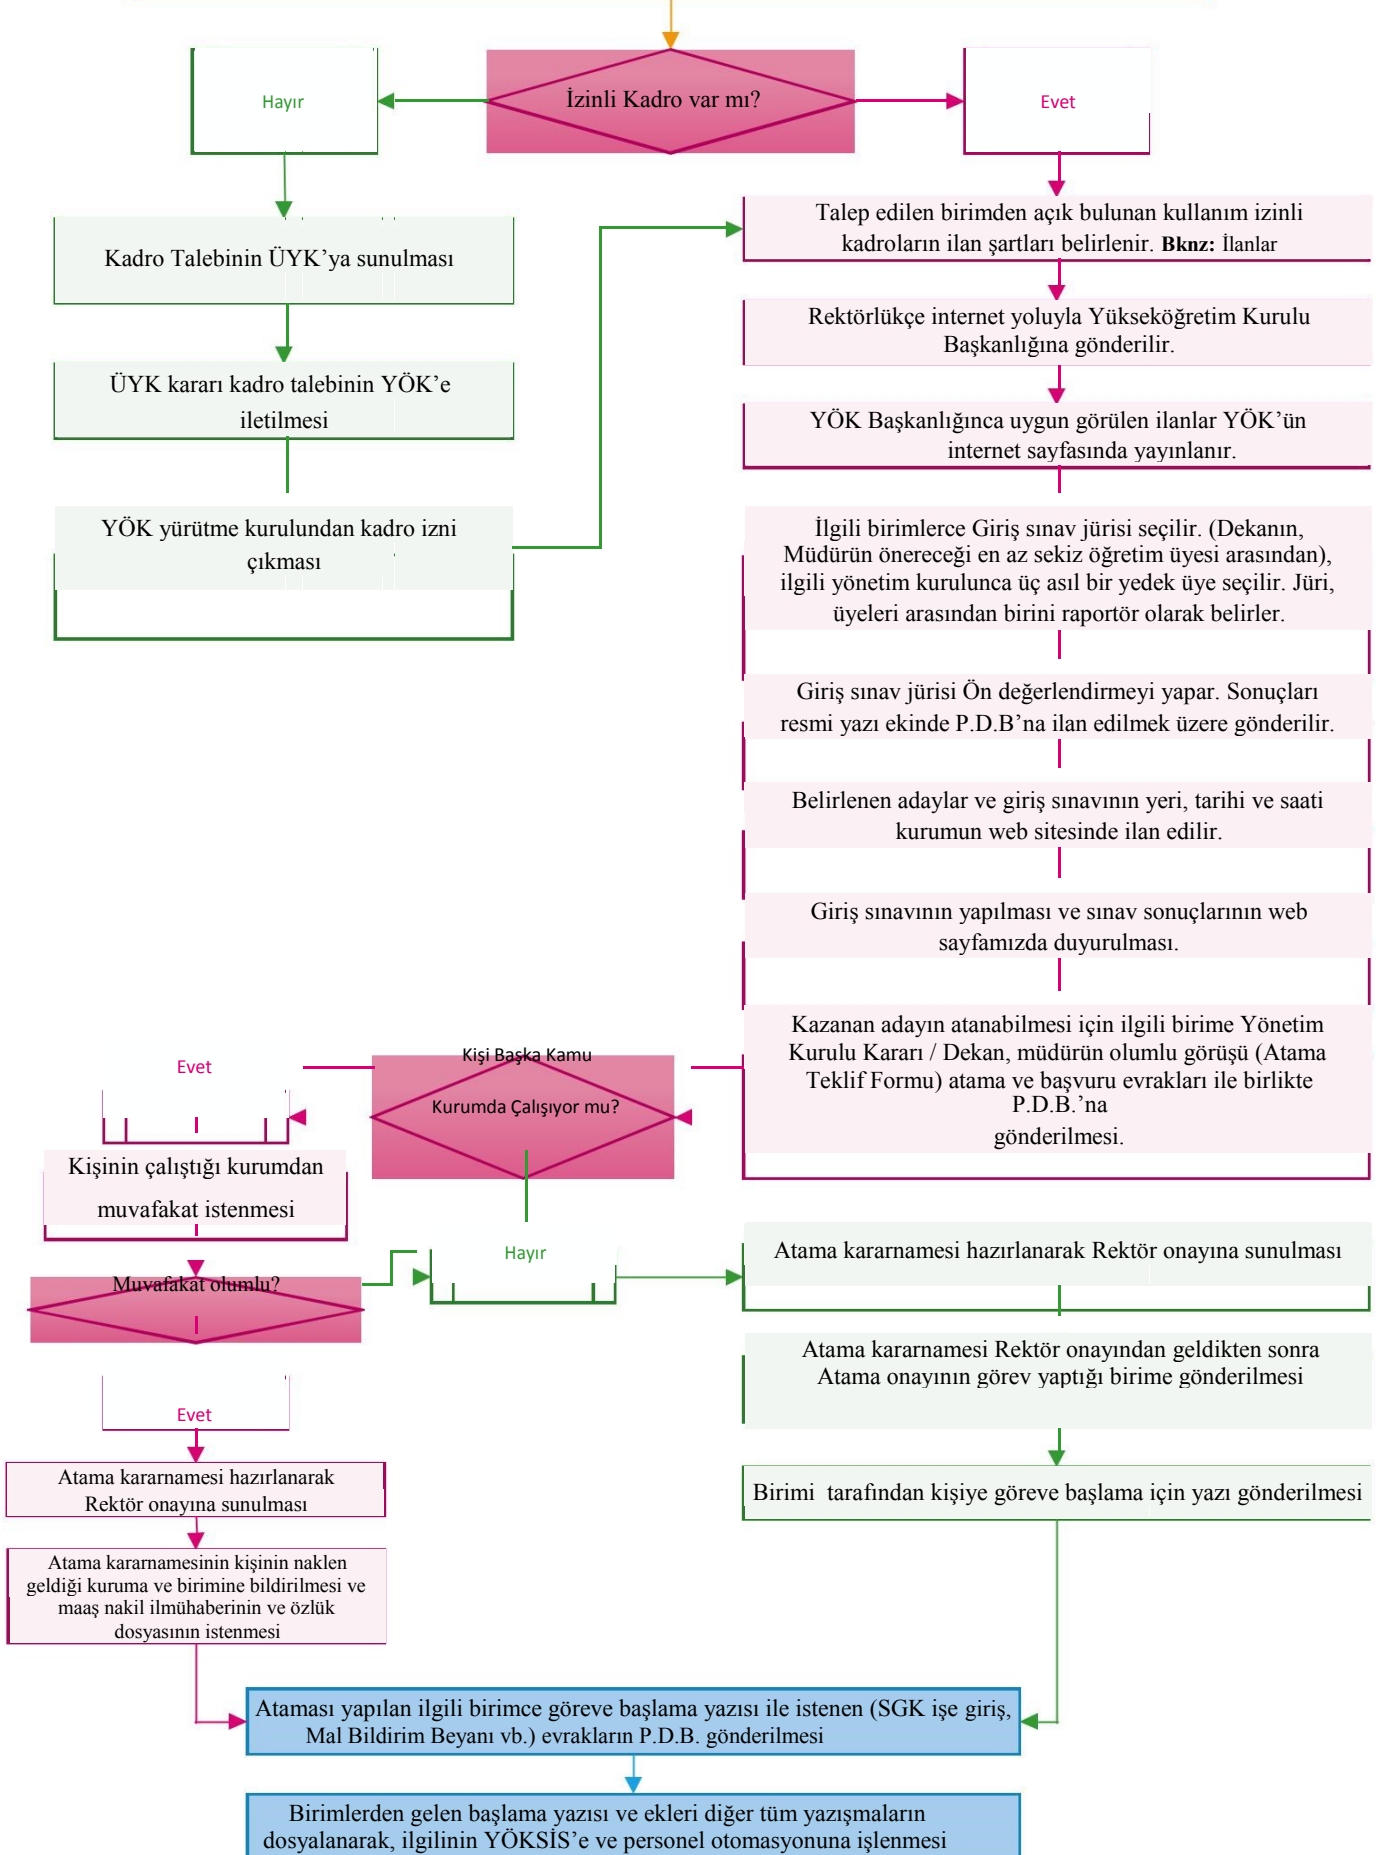 İzinli Kadro var mı?
Hayır
Evet
Kadro Talebinin ÜYK’ya sunulması
ÜYK kararı kadro talebinin YÖK’e
iletilmesi
YÖK yürütme kurulundan kadro izni
çıkması
Talep edilen birimden açık bulunan kullanım izinli
kadroların ilan şartları belirlenir. Bknz: İlanlar
Rektörlükçe internet yoluyla Yükseköğretim Kurulu
Başkanlığına gönderilir.
YÖK Başkanlığınca uygun görülen ilanlar YÖK’ün
internet sayfasında yayınlanır.
İlgili birimlerce Giriş sınav jürisi seçilir. (Dekanın,
Müdürün önereceği en az sekiz öğretim üyesi arasından),
ilgili yönetim kurulunca üç asıl bir yedek üye seçilir. Jüri,
üyeleri arasından birini raportör olarak belirler.
Giriş sınav jürisi Ön değerlendirmeyi yapar. Sonuçları
resmi yazı ekinde P.D.B’na ilan edilmek üzere gönderilir.
Belirlenen adaylar ve giriş sınavının yeri, tarihi ve saati
kurumun web sitesinde ilan edilir.
Giriş sınavının yapılması ve sınav sonuçlarının web
sayfamızda duyurulması.
Kazanan adayın atanabilmesi için ilgili birime Yönetim
Kurulu Kararı / Dekan, müdürün olumlu görüşü (Atama
Teklif Formu) atama ve başvuru evrakları ile birlikte
P.D.B.’na
gönderilmesi.
Kişi Başka Kamu
Kurumda Çalışıyor mu?
Evet
Kişinin çalıştığı kurumdan
muvafakat istenmesi
Hayır
Muvafakat olumlu?
Evet
Atama kararnamesi hazırlanarak
Rektör onayına sunulması
Atama kararnamesinin kişinin naklen
geldiği kuruma ve birimine bildirilmesi ve
maaş nakil ilmühaberinin ve özlük
dosyasının istenmesi
Atama kararnamesi hazırlanarak Rektör onayına sunulması
Atama kararnamesi Rektör onayından geldikten sonra
Atama onayının görev yaptığı birime gönderilmesi
Birimi tarafından kişiye göreve başlama için yazı gönderilmesi
Ataması yapılan ilgili birimce göreve başlama yazısı ile istenen (SGK işe giriş,
Mal Bildirim Beyanı vb.) evrakların P.D.B. gönderilmesi
Birimlerden gelen başlama yazısı ve ekleri diğer tüm yazışmaların
dosyalanarak, ilgilinin YÖKSİS’e ve personel otomasyonuna işlenmesi